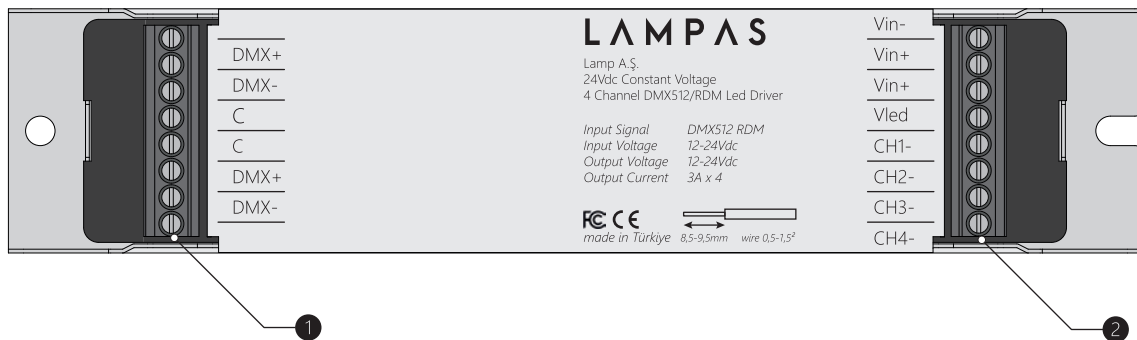 DMX+
DMX-
C
C
DMX+
DMX-
LAMPAS
Lamp A.Ş.
24Vdc Constant Voltage
4 Channel DMX512/RDM Led Driver
Input Signal DMX512 RDM
Input Voltage 12-24Vdc
Output Voltage 12-24Vdc
Output Current 3A x 4
FC CE
made in Türkiye 8,5-9,5mm wire 0,5-1,5²
Vin-
Vin+
Vin+
Vled
CH1-
CH2-
CH3-
CH4-
1
2